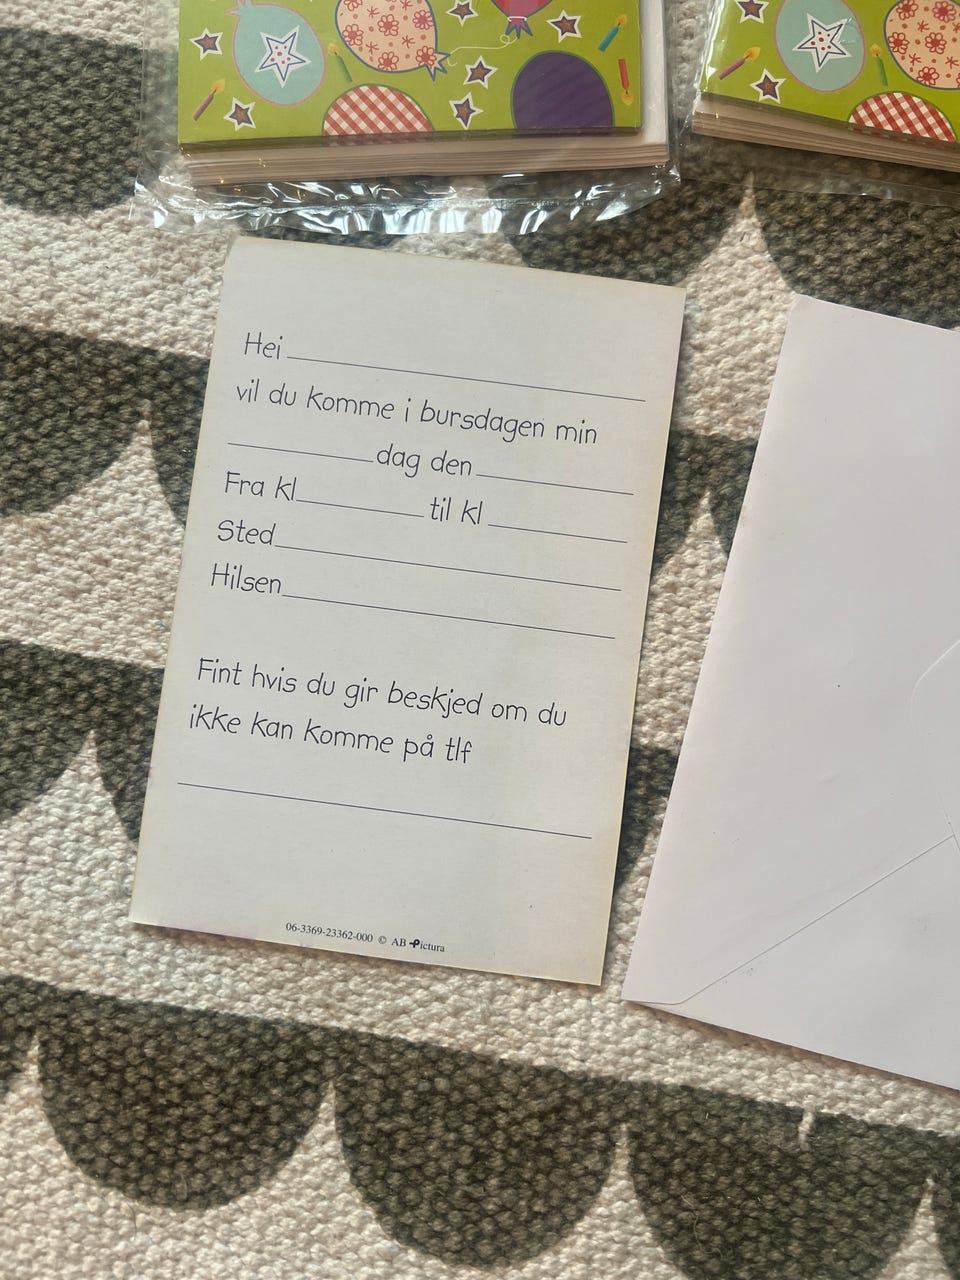 Hei
vil du komme i bursdagen min
dag den
Fra kl til kl
Sted
Hilsen
Fint hvis du gir beskjed om du
ikke kan komme på tlf
06-3369-23362-000 © AB Pictura